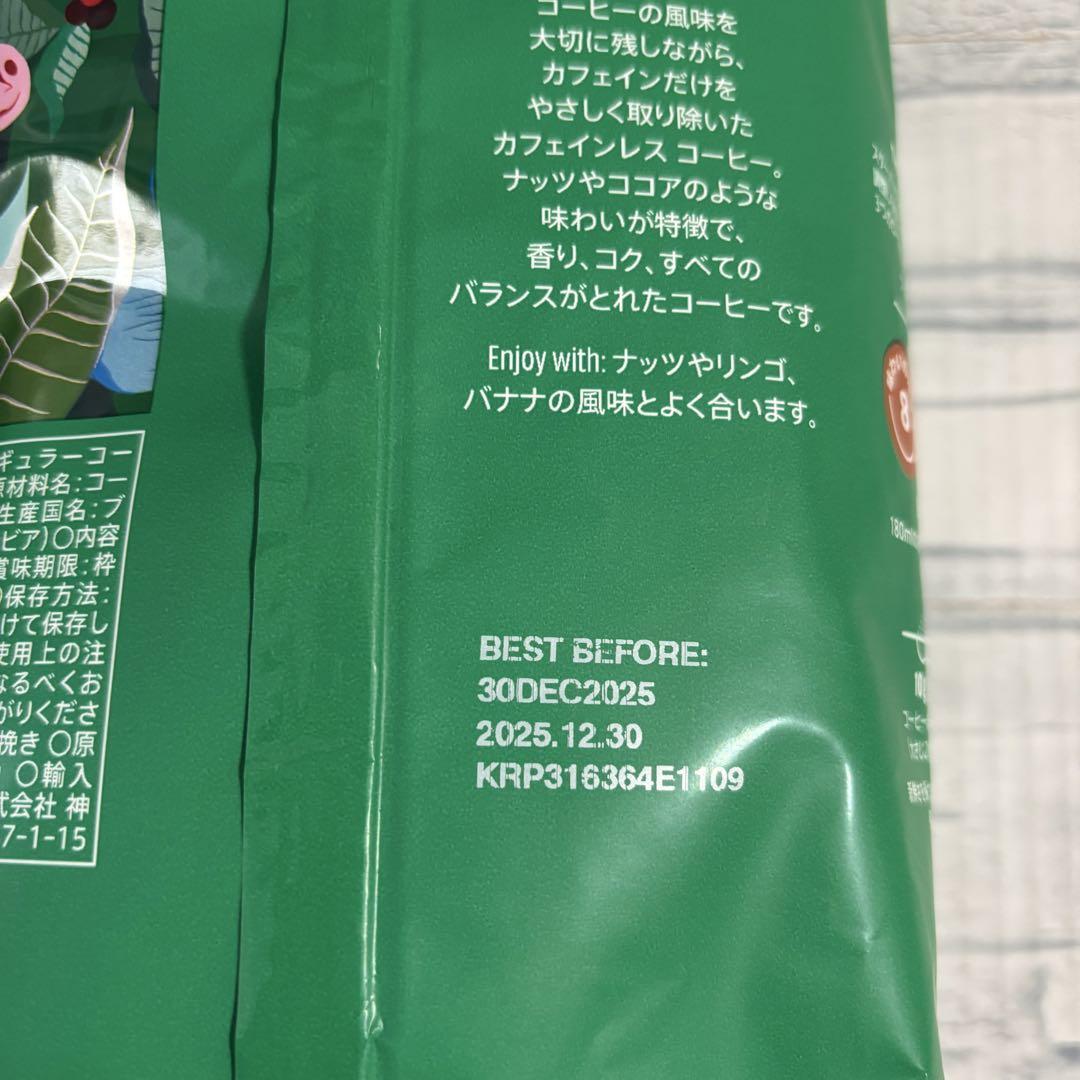 コーヒーの風味を
大切に残しながら、
カフェインだけを
やさしく取り除いた
カフェインレス コーヒー。
ナッツやココアのような
味わいが特徴で、
香り、コク、すべての
バランスがとれたコーヒーです。
Enjoy with: ナッツやリンゴ、
バナナの風味とよく合います。
BEST BEFORE:
30DEC2025
2025.12.30
KRP316364E1109
ギュラーコー
原材料名：コー
生産国名：ブ
ビア）〇内容
賞味期限：枠
保存方法：
けて保存し
使用上の注
なるべくお
がりくださ
挽き 〇原
〇輸入
式会社 神
7-1-15
8
180ml